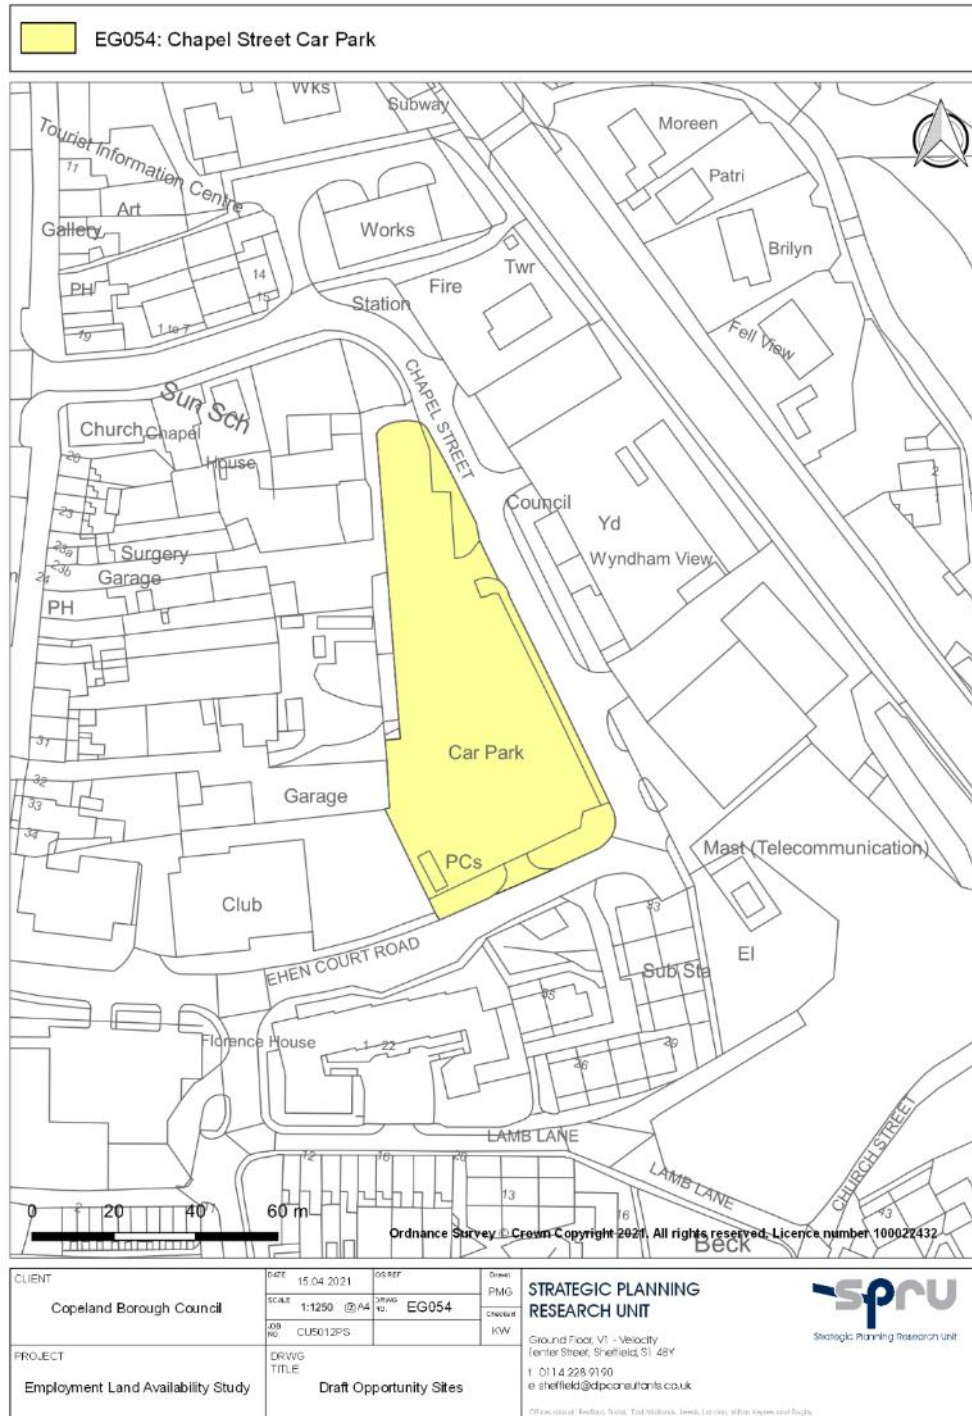 EG054: Chapel Street Car Park
Wks
Subway
Moreen
Tourist Information Centre
11
Patri
Art
Gallery
Works
Brilyn
PH
14
15
Twr
Fire
Station
19
1 to 7
Fell View
CHAPEL STREET
Sun Sch
Church
Chapel
House
20
2
1
Council
23
Yd
23a
Surgery
Wyndham View
23b
Garage
24
PH
31
Car Park
32
Garage
33
34
Mast (Telecommunication)
PCs
Club
33
EHEN COURT ROAD
El
Sub Sta
35
Florence House
1 - 22
29
26
LAMB LANE
CHURCH STREET
12
16
20
LAMB LANE
13
43
16
2
11
0 20 40 60 m
Ordnance Survey © Crown Copyright 2021. All rights reserved. Licence number 100022432
Beck
CLIENT
Copeland Borough Council
DATE 15.04.2021
OS REF
Drawn
PMG
SCALE 1:1250 @ A4
DRWG NO. EG054
Checked
KW
JOB NO. CU5012PS
PROJECT
Employment Land Availability Study
DRWG TITLE
Draft Opportunity Sites
STRATEGIC PLANNING
RESEARCH UNIT
Ground Floor, V1 - Velocity
Tenter Street, Sheffield, S1 4BY
t 0114 228 9190
e sheffield@dlpconsultants.co.uk
spru
Strategic Planning Research Unit